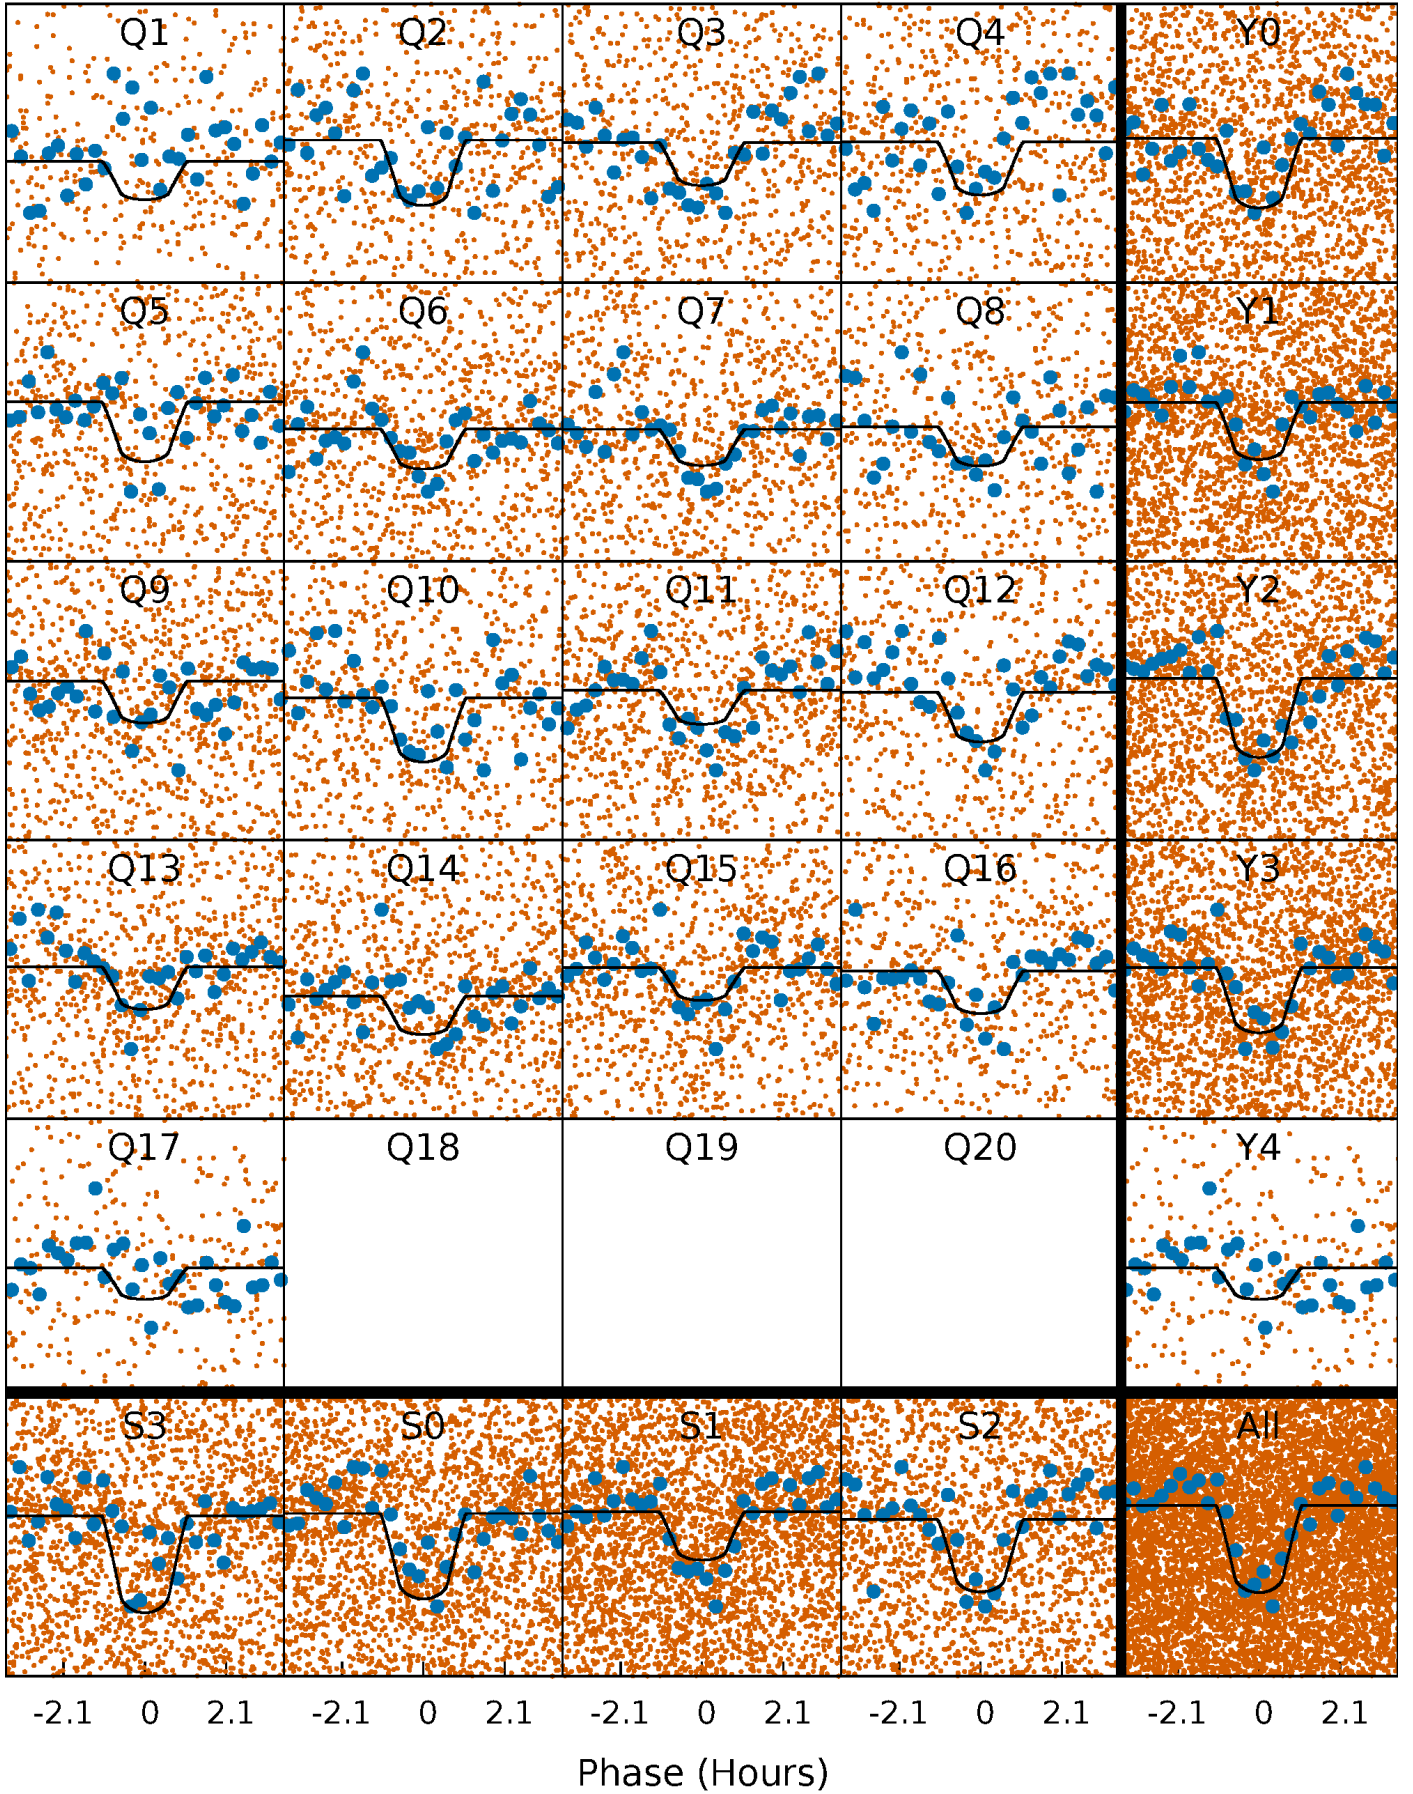 Q1 Q2 Q3 Q4 Y0
Q5 Q6 Q7 Q8 Y1
Q9 Q10 Q11 Q12 Y2
Q13 Q14 Q15 Q16 Y3
Q17 Q18 Q19 Q20 Y4
S3 S0 S1 S2 All
-2.1 0 2.1 -2.1 0 2.1 -2.1 0 2.1 -2.1 0 2.1 -2.1 0 2.1
Phase (Hours)